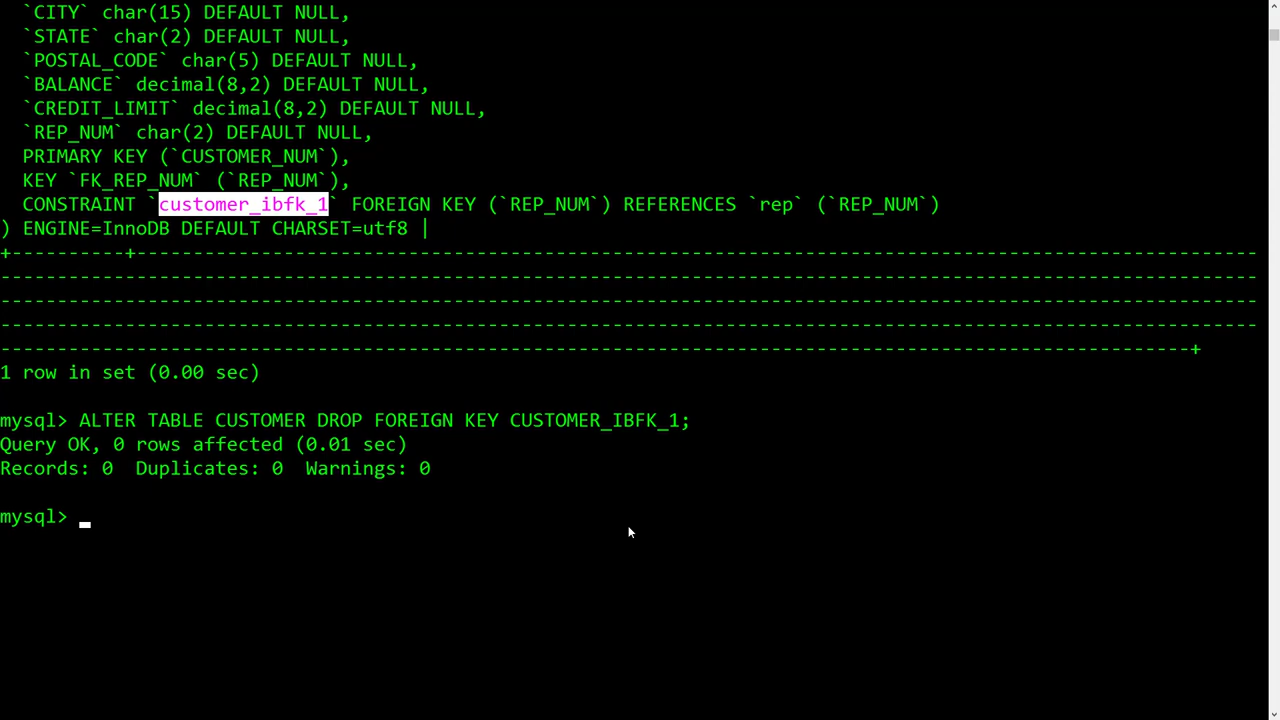 `CITY` char(15) DEFAULT NULL,
`STATE` char(2) DEFAULT NULL,
`POSTAL_CODE` char(5) DEFAULT NULL,
`BALANCE` decimal(8,2) DEFAULT NULL,
`CREDIT_LIMIT` decimal(8,2) DEFAULT NULL,
`REP_NUM` char(2) DEFAULT NULL,
PRIMARY KEY (`CUSTOMER_NUM`),
KEY `FK_REP_NUM` (`REP_NUM`),
CONSTRAINT `customer_ibfk_1` FOREIGN KEY (`REP_NUM`) REFERENCES `rep` (`REP_NUM`)
) ENGINE=InnoDB DEFAULT CHARSET=utf8 |
+----------+----------------------------------------------------------------------------------------------------
---------------------------------------------------------------------------------------------------------------
---------------------------------------------------------------------------------------------------------------
---------------------------------------------------------------------------------------------------------------
---------------------------------------------------------------------------------------------------------+
1 row in set (0.00 sec)
mysql> ALTER TABLE CUSTOMER DROP FOREIGN KEY CUSTOMER_IBFK_1;
Query OK, 0 rows affected (0.01 sec)
Records: 0  Duplicates: 0  Warnings: 0
mysql>